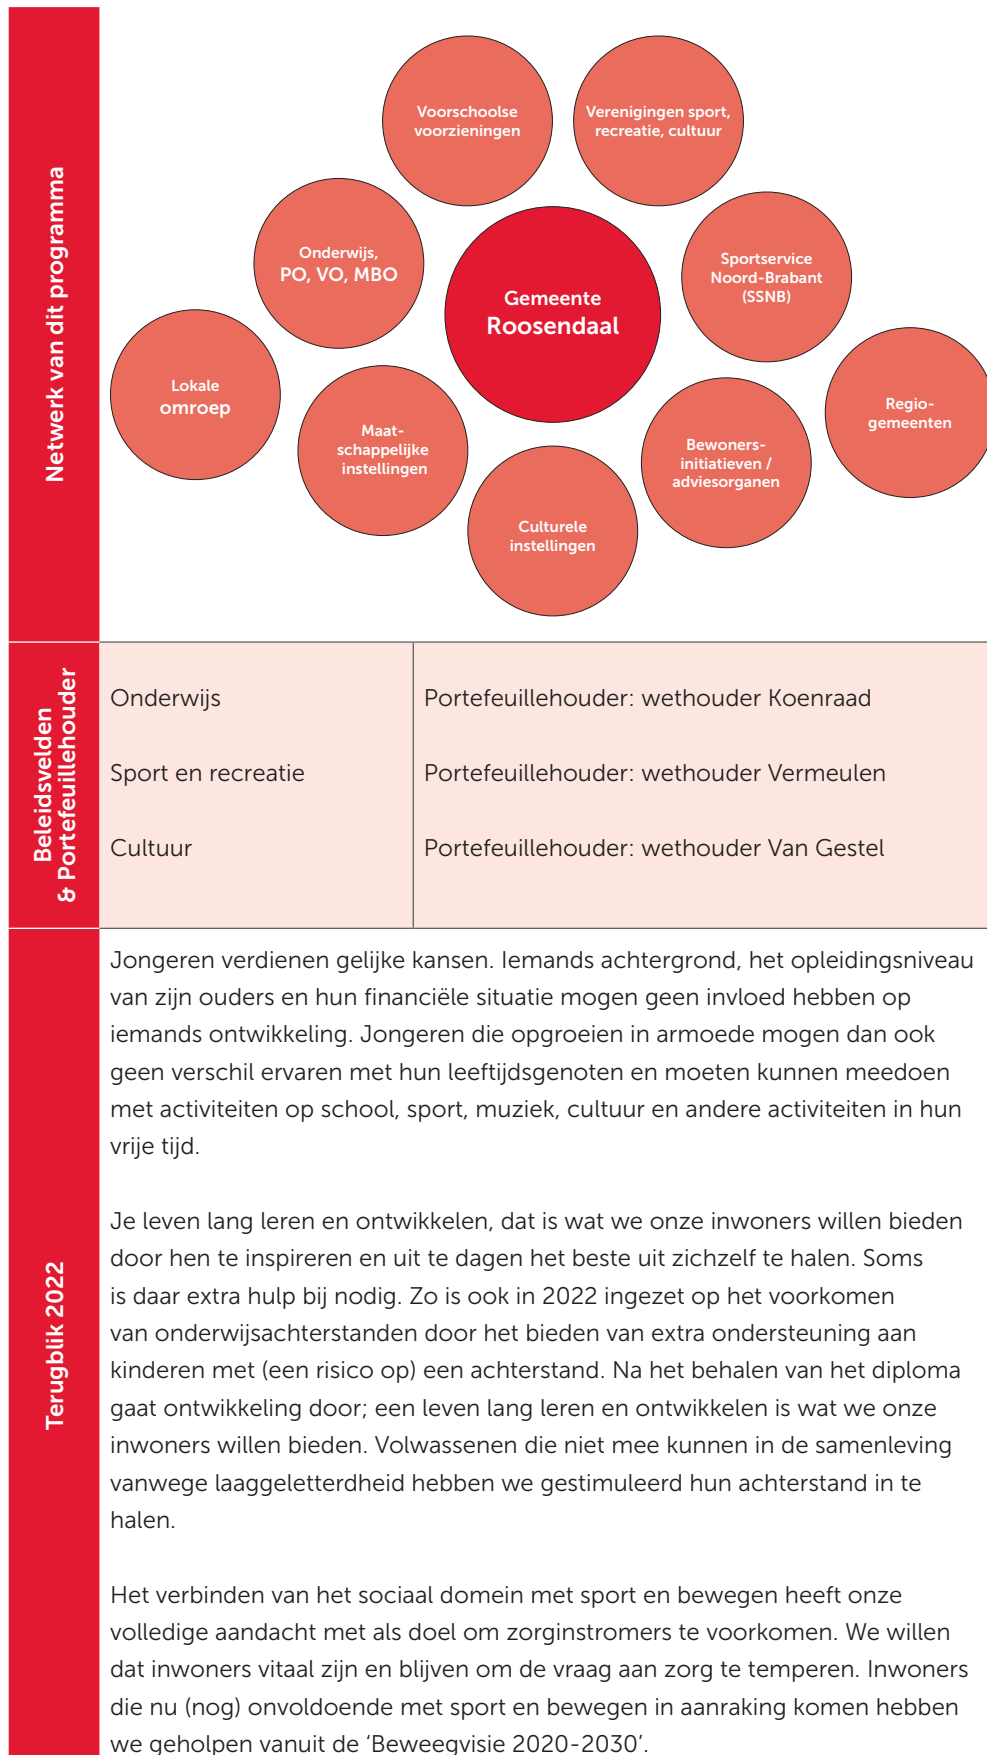 Netwerk van dit programma
Voorschoolse
voorzieningen
Verenigingen sport,
recreatie, cultuur
Onderwijs,
PO, VO, MBO
Gemeente
Roosendaal
Sportservice
Noord-Brabant
(SSNB)
Lokale
omroep
Maat-
schappelijke
instellingen
Culturele
instellingen
Bewoners-
initiatieven /
adviesorganen
Regio-
gemeenten
Beleidsvelden
& Portefeuillehouder
Onderwijs
Portefeuillehouder: wethouder Koenraad
Sport en recreatie
Portefeuillehouder: wethouder Vermeulen
Cultuur
Portefeuillehouder: wethouder Van Gestel
Terugblik 2022
Jongeren verdienen gelijke kansen. Iemands achtergrond, het opleidingsniveau
van zijn ouders en hun financiële situatie mogen geen invloed hebben op
iemands ontwikkeling. Jongeren die opgroeien in armoede mogen dan ook
geen verschil ervaren met hun leeftijdsgenoten en moeten kunnen meedoen
met activiteiten op school, sport, muziek, cultuur en andere activiteiten in hun
vrije tijd.
Je leven lang leren en ontwikkelen, dat is wat we onze inwoners willen bieden
door hen te inspireren en uit te dagen het beste uit zichzelf te halen. Soms
is daar extra hulp bij nodig. Zo is ook in 2022 ingezet op het voorkomen
van onderwijsachterstanden door het bieden van extra ondersteuning aan
kinderen met (een risico op) een achterstand. Na het behalen van het diploma
gaat ontwikkeling door; een leven lang leren en ontwikkelen is wat we onze
inwoners willen bieden. Volwassenen die niet mee kunnen in de samenleving
vanwege laaggeletterdheid hebben we gestimuleerd hun achterstand in te
halen.
Het verbinden van het sociaal domein met sport en bewegen heeft onze
volledige aandacht met als doel om zorginstromers te voorkomen. We willen
dat inwoners vitaal zijn en blijven om de vraag aan zorg te temperen. Inwoners
die nu (nog) onvoldoende met sport en bewegen in aanraking komen hebben
we geholpen vanuit de ‘Beweegvisie 2020-2030’.